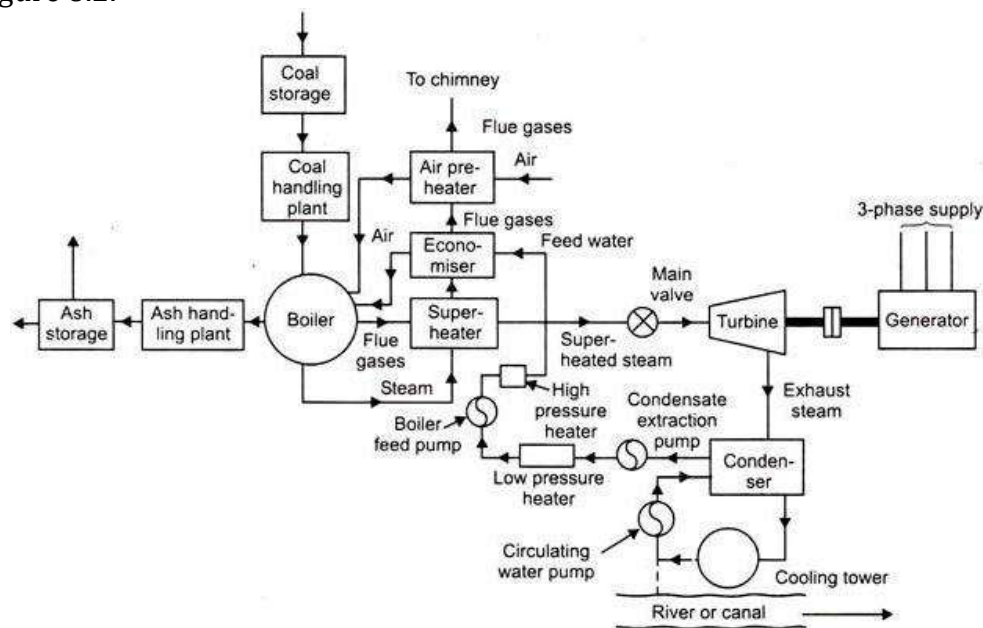 Coal
storage
To chimney
Flue gases
Coal
handling
plant
Air pre-
heater
Air
Flue gases
3-phase supply
Air
Econo-
miser
Feed water
Main
valve
Ash
storage
Ash hand-
ling plant
Boiler
Super-
heater
Turbine
Generator
Flue
gases
Super-
heated steam
Steam
High
pressure
heater
Condensate
extraction
pump
Exhaust
steam
Boiler
feed pump
Low pressure
heater
Conden-
ser
Circulating
water pump
Cooling tower
River or canal